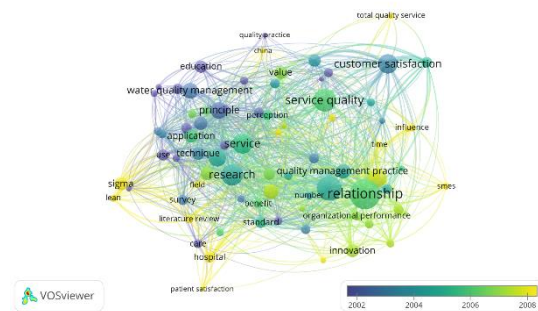 total quality service
quality practice
china
education
value
customer satisfaction
water quality management
service quality
principle
perception
application
influence
service
time
use
technique
research
quality management practice
sigma
field
smes
lean
survey
number
relationship
benefit
literature review
organizational performance
standard
care
hospital
innovation
patient satisfaction
VOSviewer
2002 2004 2006 2008